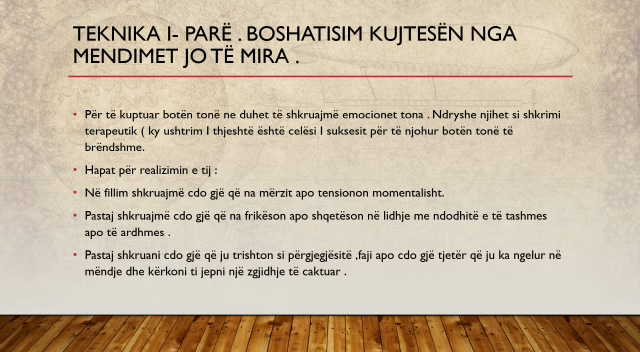 TEKNIKA I- PARË . BOSHATISIM KUJTESËN NGA
MENDIMET JO TË MIRA .
• Për të kuptuar botën tonë ne duhet të shkruajmë emocionet tona . Ndryshe njihet si shkrimi
terapeutik ( ky ushtrim I thjeshtë është celësi I suksesit për të njohur botën tonë të
brëndshme.
• Hapat për realizimin e tij :
• Në fillim shkruajmë cdo gjë që na mërzit apo tensionon momentalisht.
• Pastaj shkruajmë cdo gjë që na frikëson apo shqetëson në lidhje me ndodhitë e të tashmes
apo të ardhmes .
• Pastaj shkruani cdo gjë që ju trishton si përgjegjësitë ,faji apo cdo gjë tjetër që ju ka ngelur në
mëndje dhe kërkoni ti jepni një zgjidhje të caktuar .